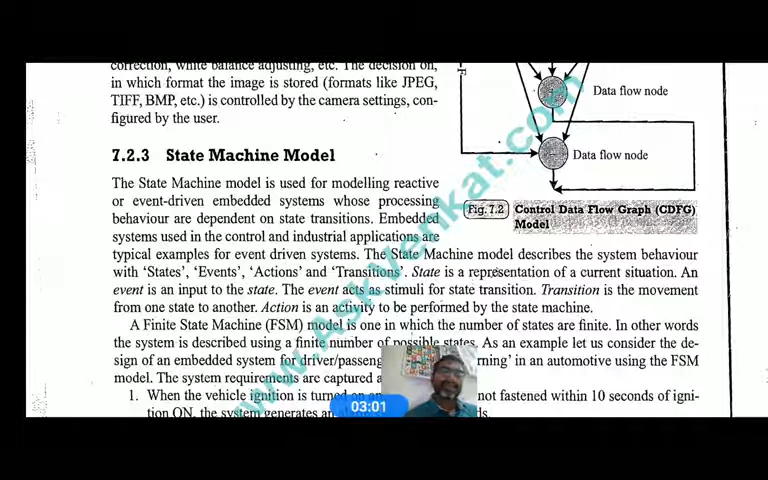 correction, white balance adjusting, etc. The decision on,
in which format the image is stored (formats like JPEG,
TIFF, BMP, etc.) is controlled by the camera settings, con-
figured by the user.
F
Data flow node
Data flow node
Fig. 7.2 Control Data Flow Graph (CDFG)
Model
7.2.3 State Machine Model
The State Machine model is used for modelling reactive
or event-driven embedded systems whose processing
behaviour are dependent on state transitions. Embedded
systems used in the control and industrial applications are
typical examples for event driven systems. The State Machine model describes the system behaviour
with 'States', 'Events', 'Actions' and 'Transitions'. State is a representation of a current situation. An
event is an input to the state. The event acts as stimuli for state transition. Transition is the movement
from one state to another. Action is an activity to be performed by the state machine.
A Finite State Machine (FSM) model is one in which the number of states are finite. In other words
the system is described using a finite number of possible states. As an example let us consider the de-
sign of an embedded system for driver/passeng rning' in an automotive using the FSM
model. The system requirements are captured a
1. When the vehicle ignition is turned on an not fastened within 10 seconds of igni-
tion ON, the system generates an ds.
03:01
www.AskVenkat.com